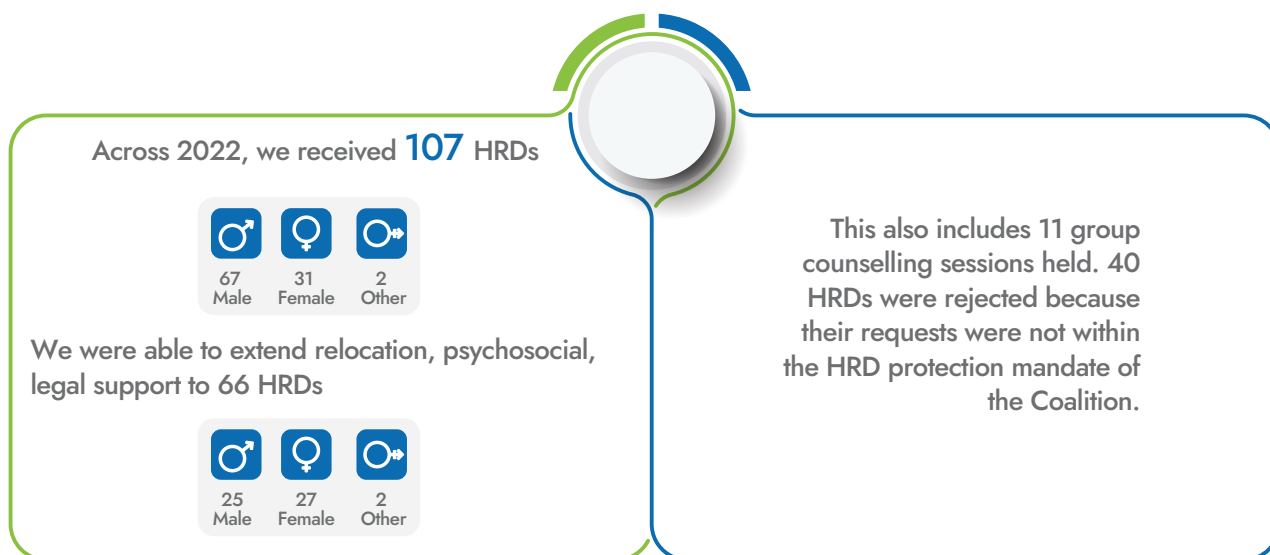 Across 2022, we received 107 HRDs
67 31 2
Male Female Other
We were able to extend relocation, psychosocial,
legal support to 66 HRDs
25 27 2
Male Female Other
This also includes 11 group
counselling sessions held. 40
HRDs were rejected because
their requests were not within
the HRD protection mandate of
the Coalition.